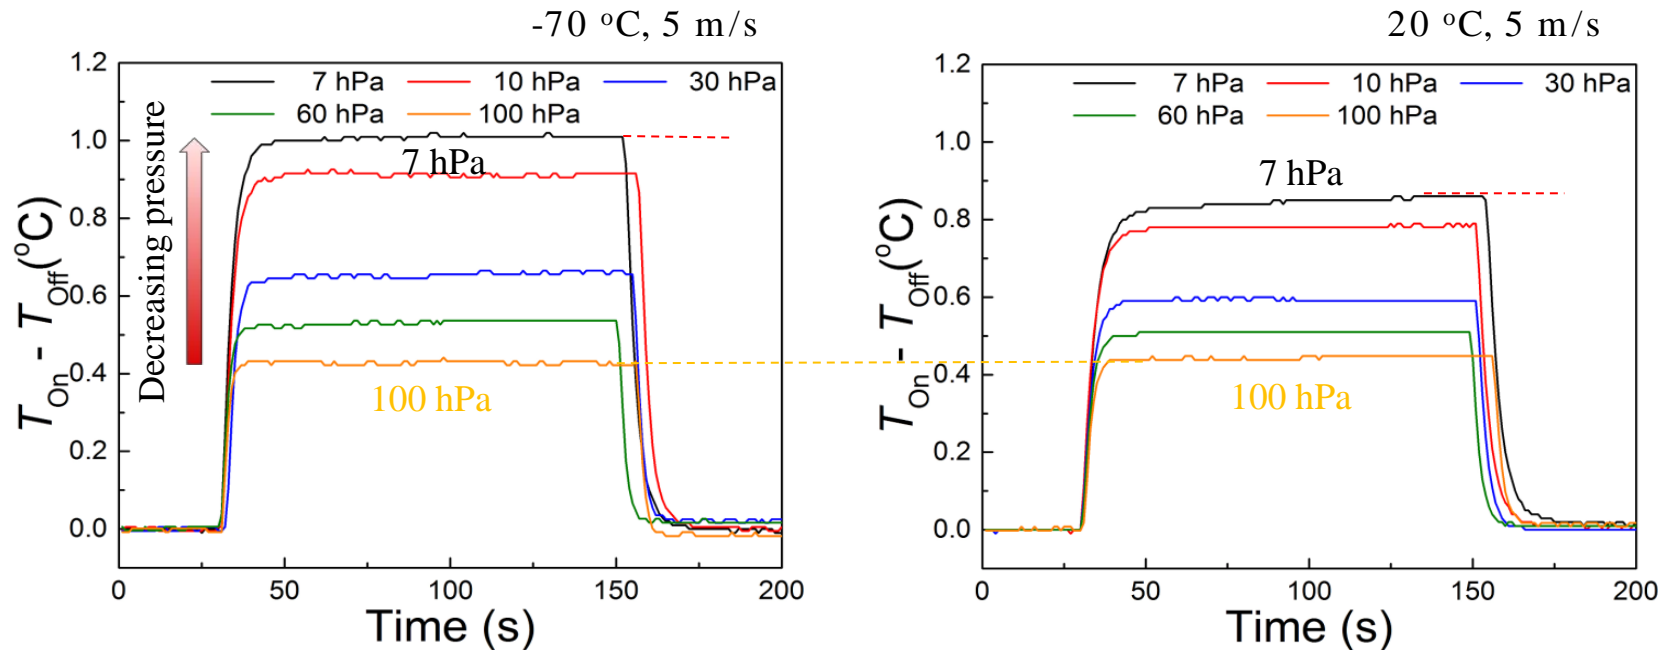 -70 °C, 5 m/s
7 hPa 10 hPa 30 hPa
60 hPa 100 hPa
1.2
1.0
0.8
0.6
0.4
0.2
0.0
Decreasing pressure
T_On - T_Off (°C)
7 hPa
100 hPa
0 50 100 150 200
Time (s)
20 °C, 5 m/s
7 hPa 10 hPa 30 hPa
60 hPa 100 hPa
1.2
1.0
0.8
0.6
0.4
0.2
0.0
T_On - T_Off (°C)
7 hPa
100 hPa
0 50 100 150 200
Time (s)